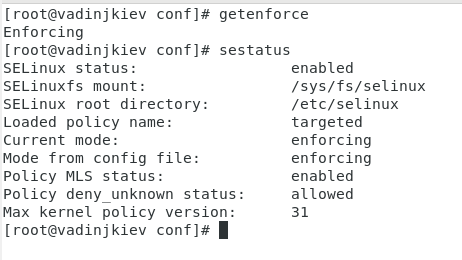 [root@vadinjkiev conf]# getenforce
Enforcing
[root@vadinjkiev conf]# sestatus
SELinux status:                 enabled
SELinuxfs mount:                /sys/fs/selinux
SELinux root directory:         /etc/selinux
Loaded policy name:             targeted
Current mode:                   enforcing
Mode from config file:          enforcing
Policy MLS status:              enabled
Policy deny_unknown status:     allowed
Max kernel policy version:      31
[root@vadinjkiev conf]#